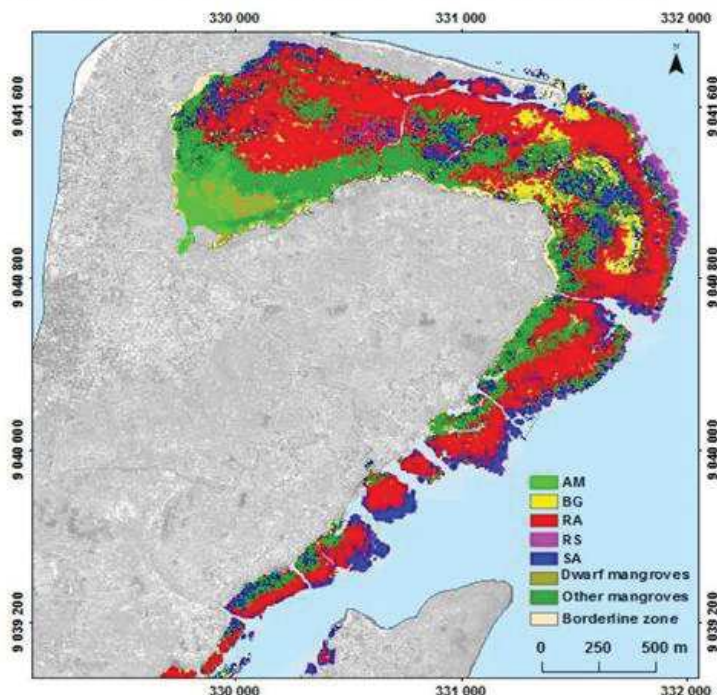 330 000 331 000 332 000
9 041 600
9 041 600
N
9 040 800
9 040 800
9 040 000
9 040 000
AM
BG
RA
RS
SA
Dwarf mangroves
Other mangroves
Borderline zone
9 039 200
9 039 200
0 250 500 m
330 000 331 000 332 000